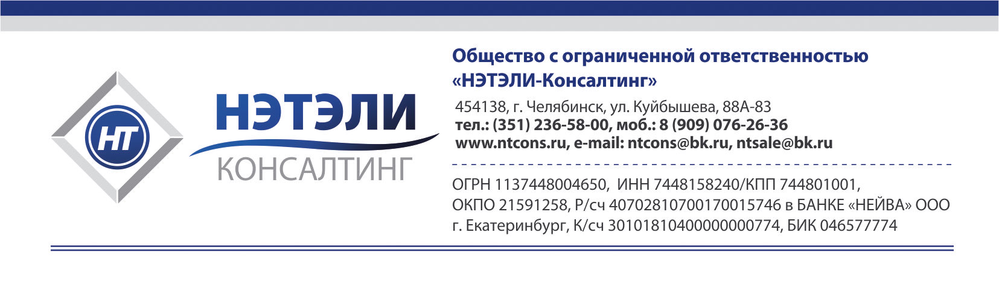 НТ
НЭТЭЛИ
КОНСАЛТИНГ
Общество с ограниченной ответственностью
«НЭТЭЛИ-Консалтинг»
454138, г. Челябинск, ул. Куйбышева, 88А-83
тел.: (351) 236-58-00, моб.: 8 (909) 076-26-36
www.ntcons.ru, e-mail: ntcons@bk.ru, ntsale@bk.ru
ОГРН 1137448004650, ИНН 7448158240/КПП 744801001,
ОКПО 21591258, Р/сч 40702810700170015746 в БАНКЕ «НЕЙВА» ООО
г. Екатеринбург, К/сч 30101810400000000774, БИК 046577774